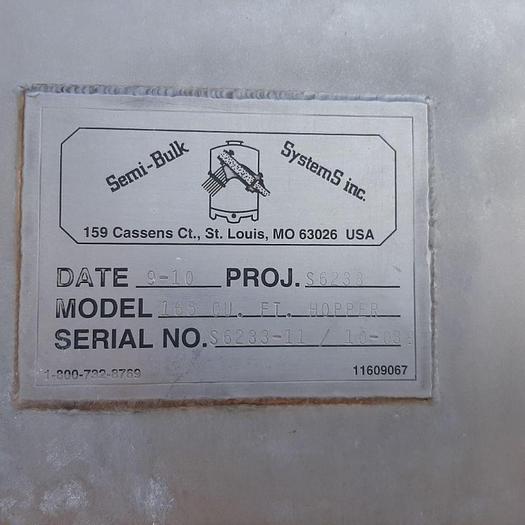 Semi-Bulk SystemS inc.
159 Cassens Ct., St. Louis, MO 63026 USA
DATE 9-10 PROJ. S6233
MODEL 165 CU. FT. HOPPER
SERIAL NO. S6233-11 /
1-800-732-8769 11609067